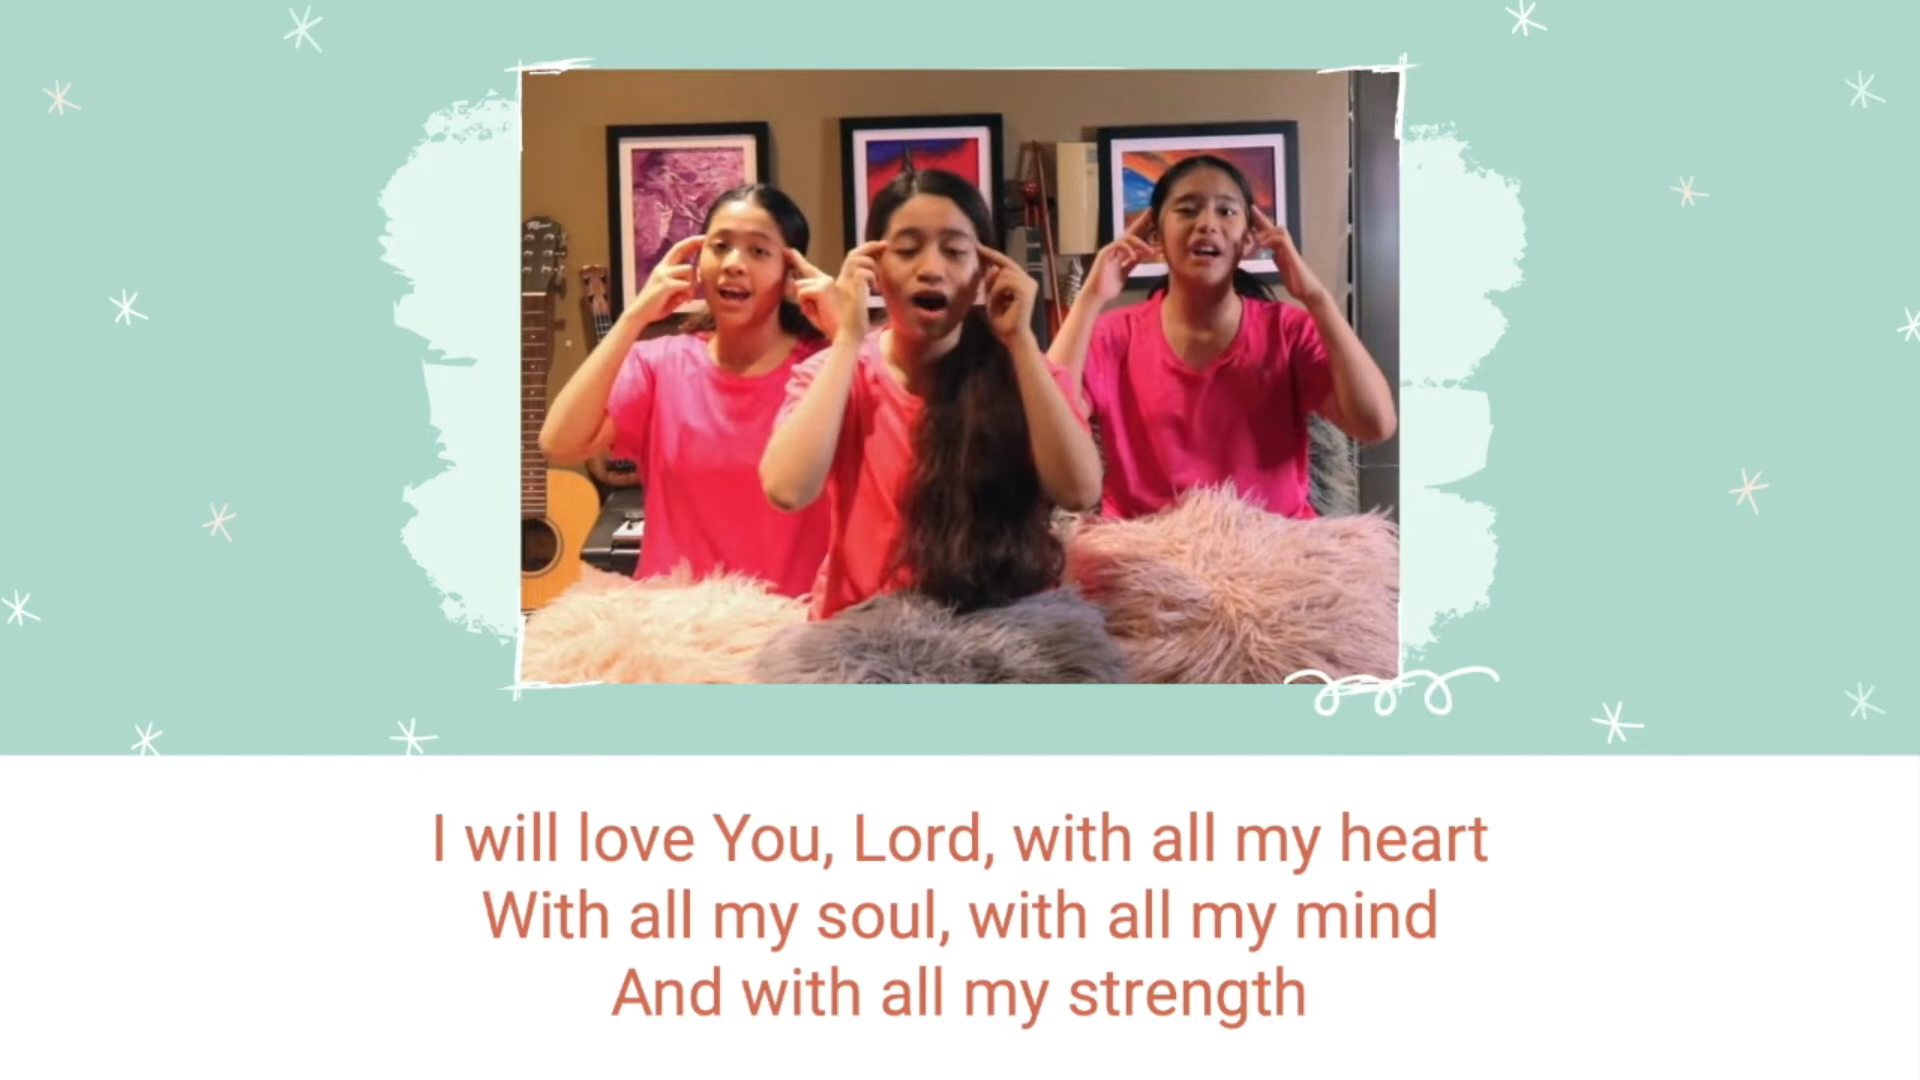 I will love You, Lord, with all my heart
With all my soul, with all my mind
And with all my strength